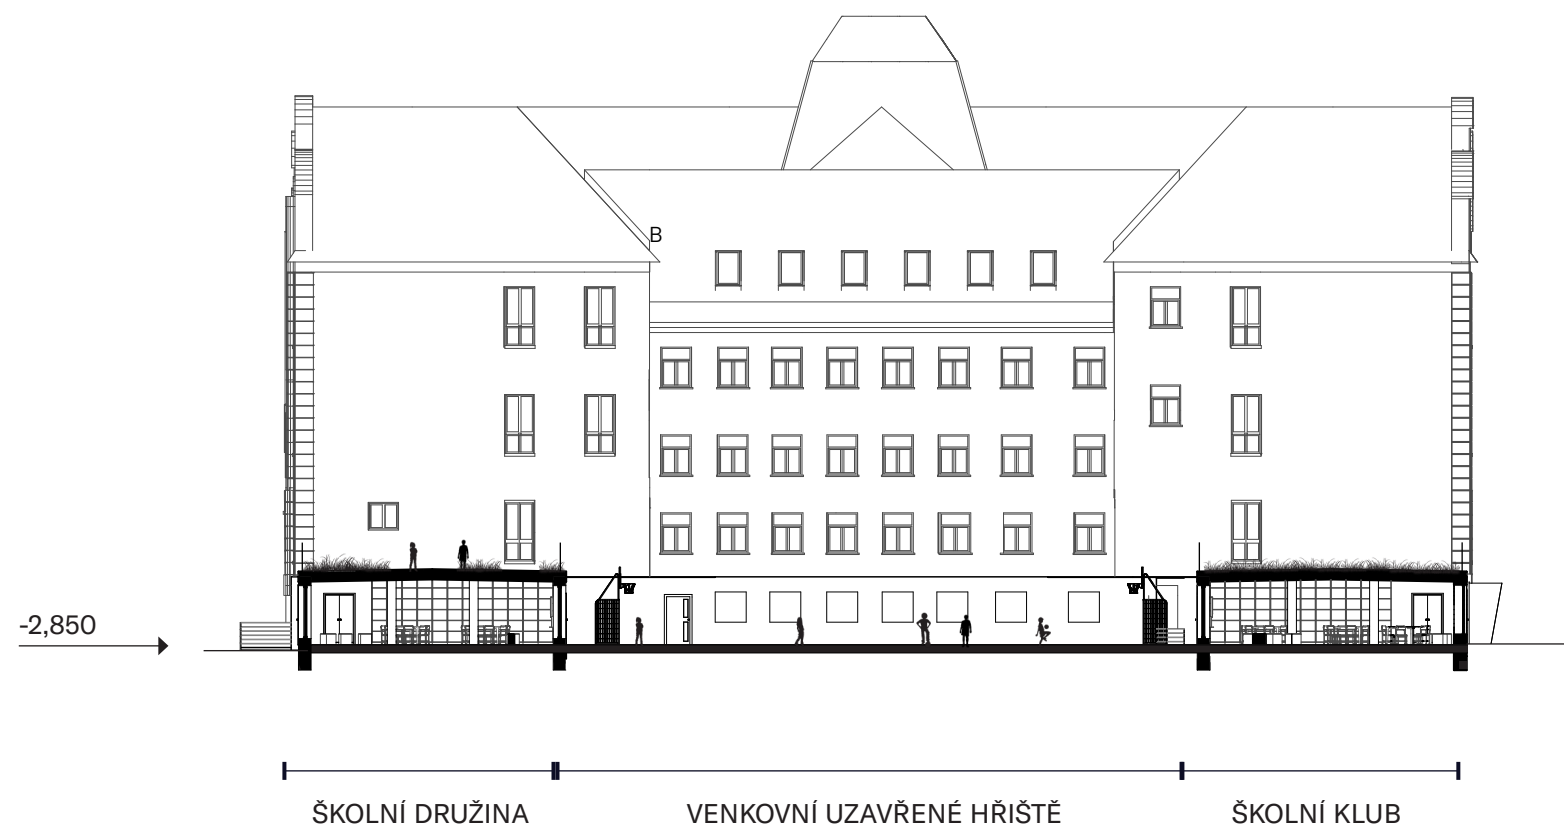 B
-2,850
ŠKOLNÍ DRUŽINA
VENKOVNÍ UZAVŘENÉ HŘIŠTĚ
ŠKOLNÍ KLUB